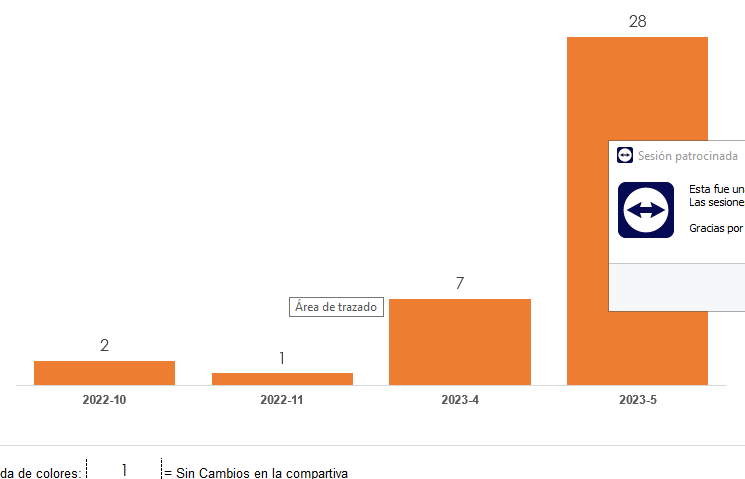 28
Sesión patrocinada
Esta fue un
Las sesione
Gracias por
7
Área de trazado
2
1
2022-10
2022-11
2023-4
2023-5
da de colores: 1 = Sin Cambios en la compartiva